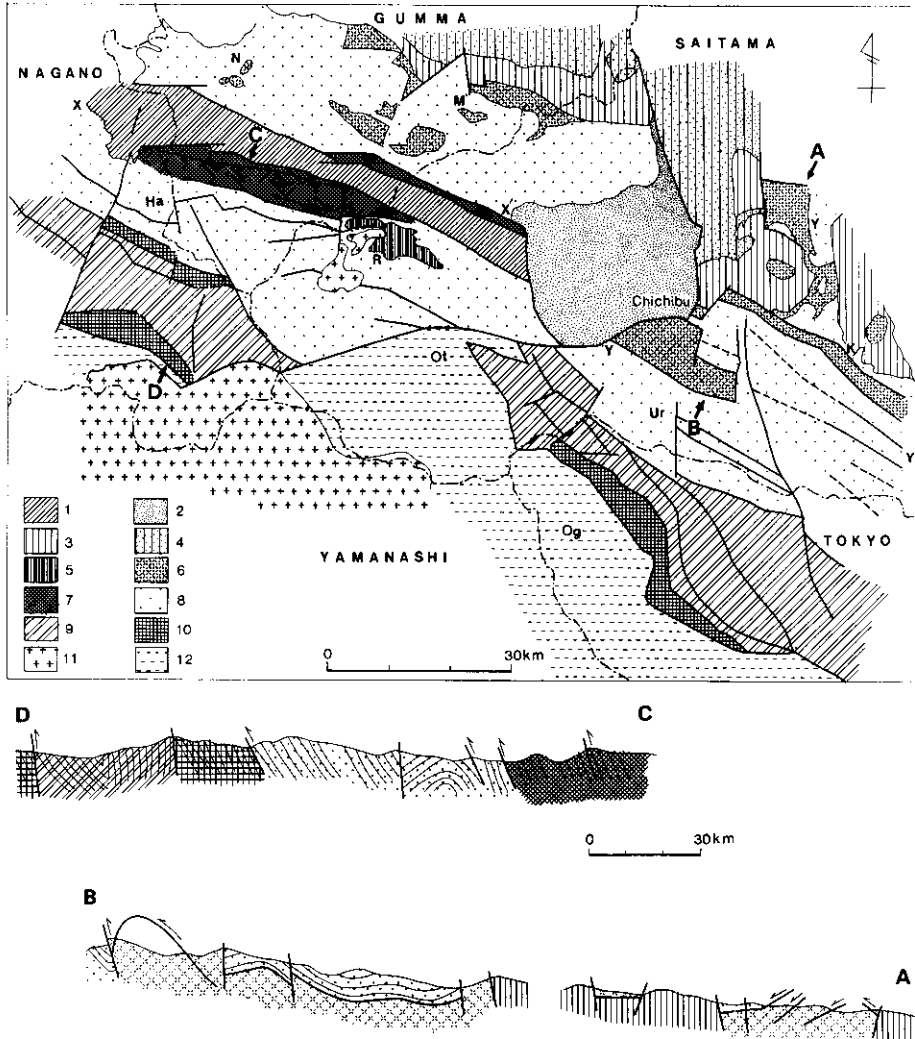 GUMMA
SAITAMA
NAGANO
N
M
X
C
A
Ha
X
Y
R
Chichibu
K
Ot
Y
D
Ur
B
Y
TOKYO
Og
YAMANASHI
1 2
3 4
5 6
7 8
9 10
11 12
0 30km
D C
0 30km
B
A